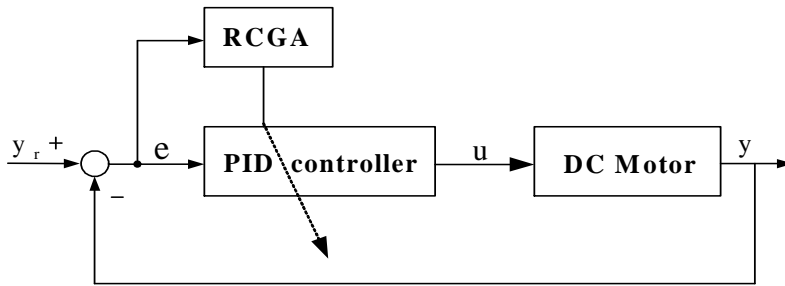 RCGA
y r +
e
PID controller
u
DC Motor
y
−